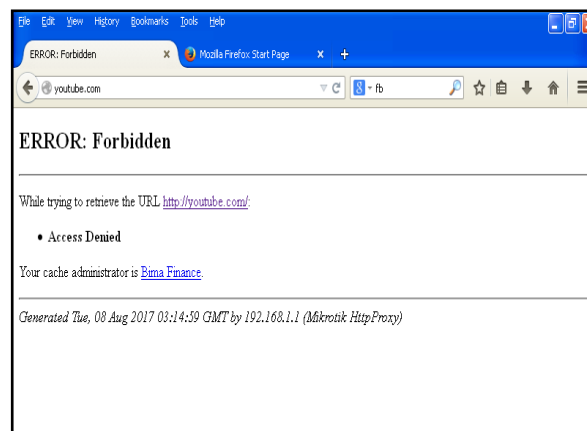 File Edit View History Bookmarks Tools Help
ERROR: Forbidden × Mozilla Firefox Start Page × +
youtube.com 8 fb
ERROR: Forbidden
While trying to retrieve the URL http://youtube.com/:
• Access Denied
Your cache administrator is Bima Finance.
Generated Tue, 08 Aug 2017 03:14:59 GMT by 192.168.1.1 (Mikrotik HttpProxy)